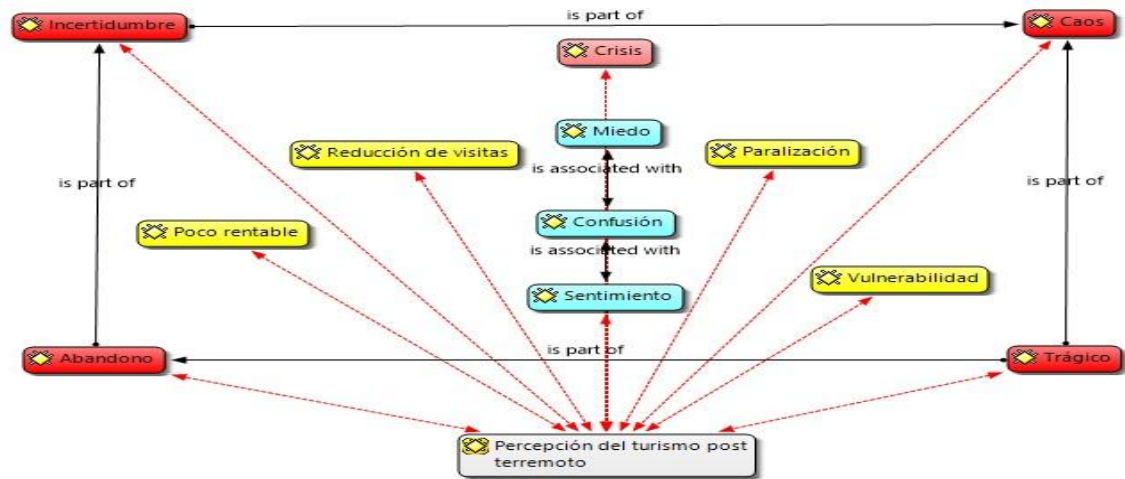 is part of
Incertidumbre
Caos
Crisis
Miedo
Reducción de visitas
Paralización
is associated with
is part of
is part of
Poco rentable
Confusión
is associated with
Vulnerabilidad
Sentimiento
is part of
Abandono
Trágico
Percepción del turismo post
terremoto